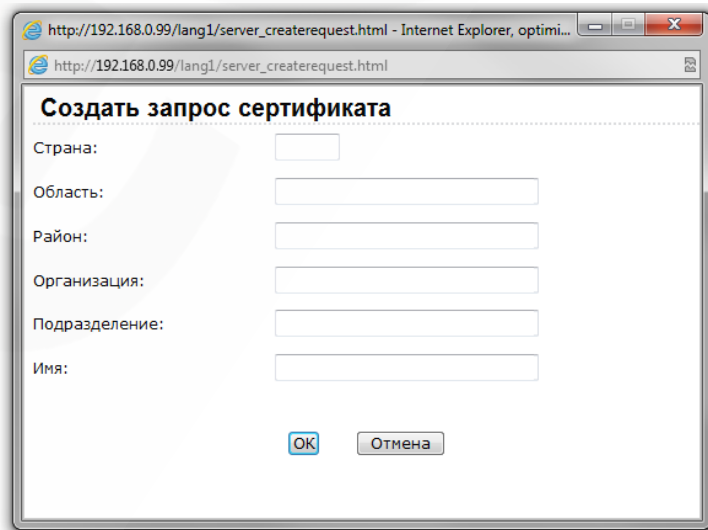 http://192.168.0.99/lang1/server_createrequest.html - Internet Explorer, optimi...
http://192.168.0.99/lang1/server_createrequest.html
Создать запрос сертификата
Страна:
Область:
Район:
Организация:
Подразделение:
Имя:
OK Отмена